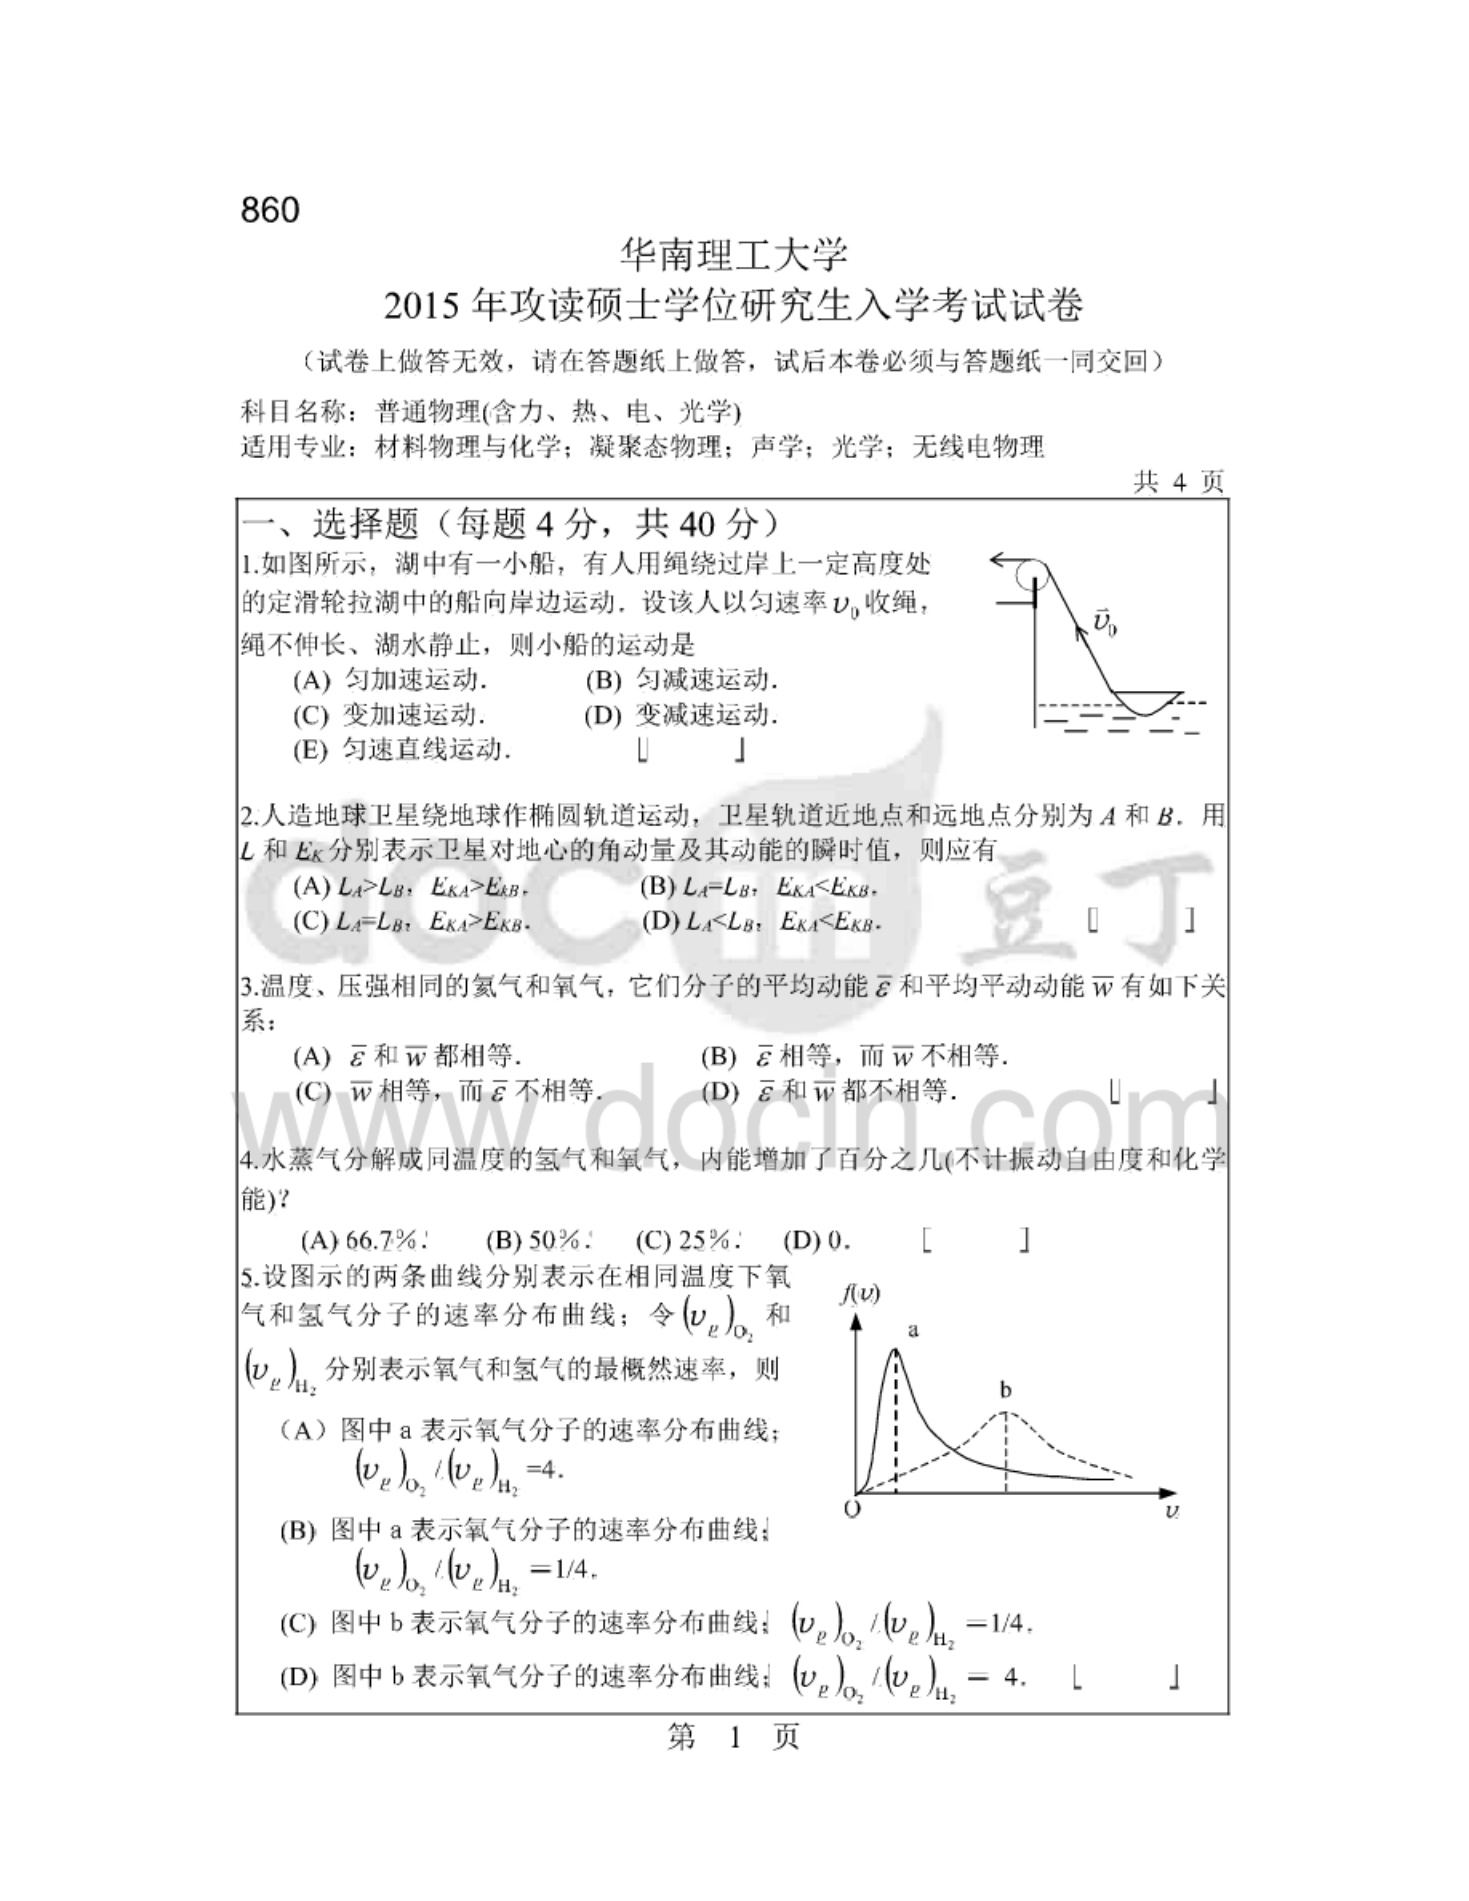 860
华南理工大学
2015 年攻读硕士学位研究生入学考试试卷
（试卷上做答无效，请在答题纸上做答，试后本卷必须与答题纸一同交回）
科目名称：普通物理(含力、热、电、光学)
适用专业：材料物理与化学；凝聚态物理；声学；光学；无线电物理
共 4 页
一、选择题（每题 4 分，共 40 分）
1.如图所示，湖中有一小船，有人用绳绕过岸上一定高度处
的定滑轮拉湖中的船向岸边运动．设该人以匀速率 υ0 收绳，
绳不伸长、湖水静止，则小船的运动是
(A) 匀加速运动． (B) 匀减速运动．
(C) 变加速运动． (D) 变减速运动．
(E) 匀速直线运动． [ ]
υ⃗0
2.人造地球卫星绕地球作椭圆轨道运动，卫星轨道近地点和远地点分别为 A 和 B．用
L 和 EK 分别表示卫星对地心的角动量及其动能的瞬时值，则应有
(A) LA>LB，EKA>EkB． (B) LA=LB，EKA<EKB．
(C) LA=LB，EKA>EKB． (D) LA<LB，EKA<EKB． [ ]
3.温度、压强相同的氦气和氧气，它们分子的平均动能 ε̄ 和平均平动动能 w̄ 有如下关
系：
(A) ε̄ 和 w̄ 都相等． (B) ε̄ 相等，而 w̄ 不相等．
(C) w̄ 相等，而 ε̄ 不相等． (D) ε̄ 和 w̄ 都不相等． [ ]
4.水蒸气分解成同温度的氢气和氧气，内能增加了百分之几(不计振动自由度和化学
能)？
(A) 66.7％． (B) 50％． (C) 25％． (D) 0． [ ]
5.设图示的两条曲线分别表示在相同温度下氧
气和氢气分子的速率分布曲线；令 (υp)O2 和
(υp)H2 分别表示氧气和氢气的最概然速率，则
（A）图中 a 表示氧气分子的速率分布曲线；
(υp)O2 / (υp)H2 =4．
(B) 图中 a 表示氧气分子的速率分布曲线；
(υp)O2 / (υp)H2 ＝1/4．
(C) 图中 b 表示氧气分子的速率分布曲线；(υp)O2 / (υp)H2 ＝1/4．
(D) 图中 b 表示氧气分子的速率分布曲线；(υp)O2 / (υp)H2 ＝ 4． [ ]
f(υ)
a
b
O
υ
第 1 页
docin 豆丁
www.docin.com